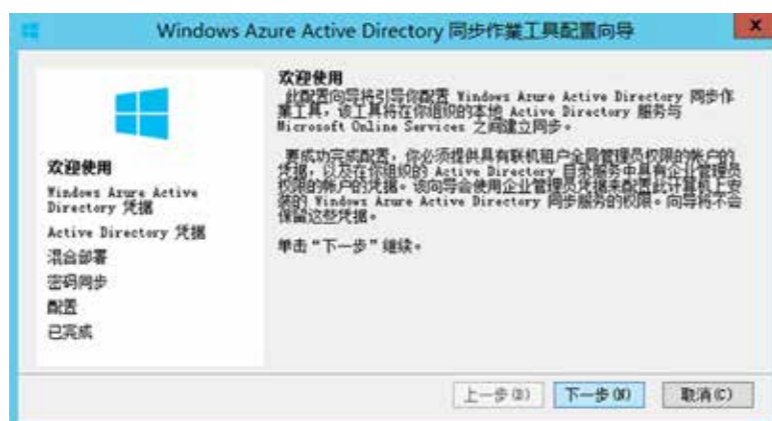 Windows Azure Active Directory 同步作業工具配置向导
X
欢迎使用
Windows Azure Active
Directory 凭据
Active Directory 凭据
混合部署
密码同步
配置
已完成
欢迎使用
此配置向导将引导你配置 Windows Azure Active Directory 同步作
業工具，该工具将在你组织的本地 Active Directory 服务与
Microsoft Online Services 之间建立同步。
要成功完成配置，你必须提供具有联机租户全局管理员权限的帐户的
凭据，以及在你组织的 Active Directory 目录服务中具有企业管理员
权限的帐户的凭据。该向导会使用企业管理员凭据来配置此计算机上安
装的 Windows Azure Active Directory 同步服务的权限。向导将不会
保留这些凭据。
单击“下一步”继续。
上一步(B)
下一步(N)
取消(C)